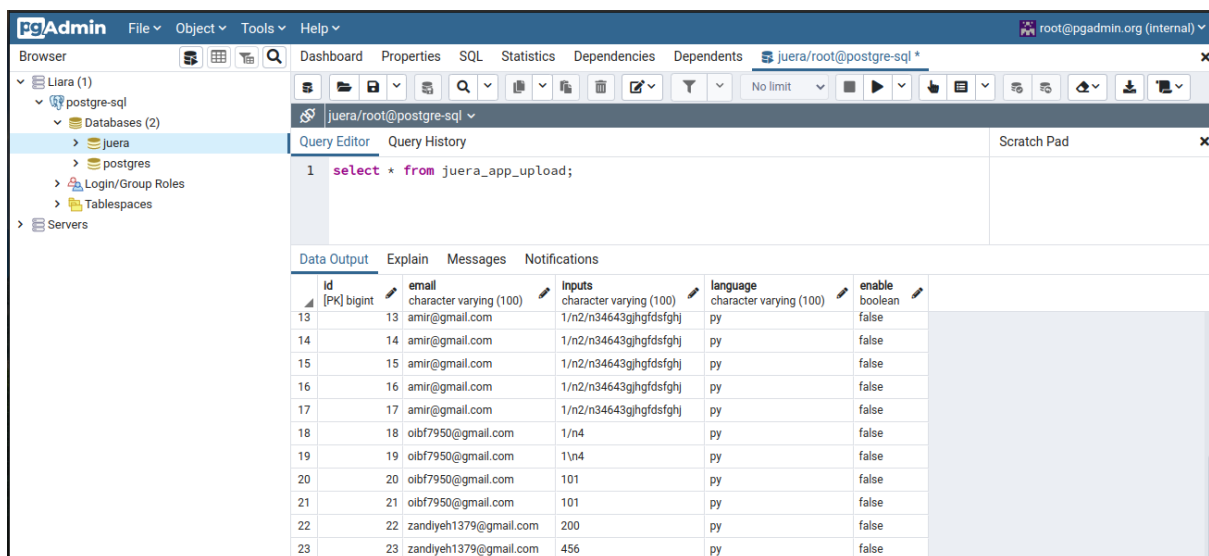 pgAdmin File Object Tools Help root@pgadmin.org (internal)
Browser Dashboard Properties SQL Statistics Dependencies Dependents juera/root@postgre-sql *
Liara (1)
postgre-sql
Databases (2)
juera
postgres
Login/Group Roles
Tablespaces
Servers
No limit
juera/root@postgre-sql
Query Editor Query History Scratch Pad
1 select * from juera_app_upload;
Data Output Explain Messages Notifications
id email inputs language enable
[PK] bigint character varying (100) character varying (100) character varying (100) boolean
13 13 amir@gmail.com 1/n2/n34643gjhgfdsfghj py false
14 14 amir@gmail.com 1/n2/n34643gjhgfdsfghj py false
15 15 amir@gmail.com 1/n2/n34643gjhgfdsfghj py false
16 16 amir@gmail.com 1/n2/n34643gjhgfdsfghj py false
17 17 amir@gmail.com 1/n2/n34643gjhgfdsfghj py false
18 18 oibf7950@gmail.com 1/n4 py false
19 19 oibf7950@gmail.com 1\n4 py false
20 20 oibf7950@gmail.com 101 py false
21 21 oibf7950@gmail.com 101 py false
22 22 zandiyeh1379@gmail.com 200 py false
23 23 zandiyeh1379@gmail.com 456 py false